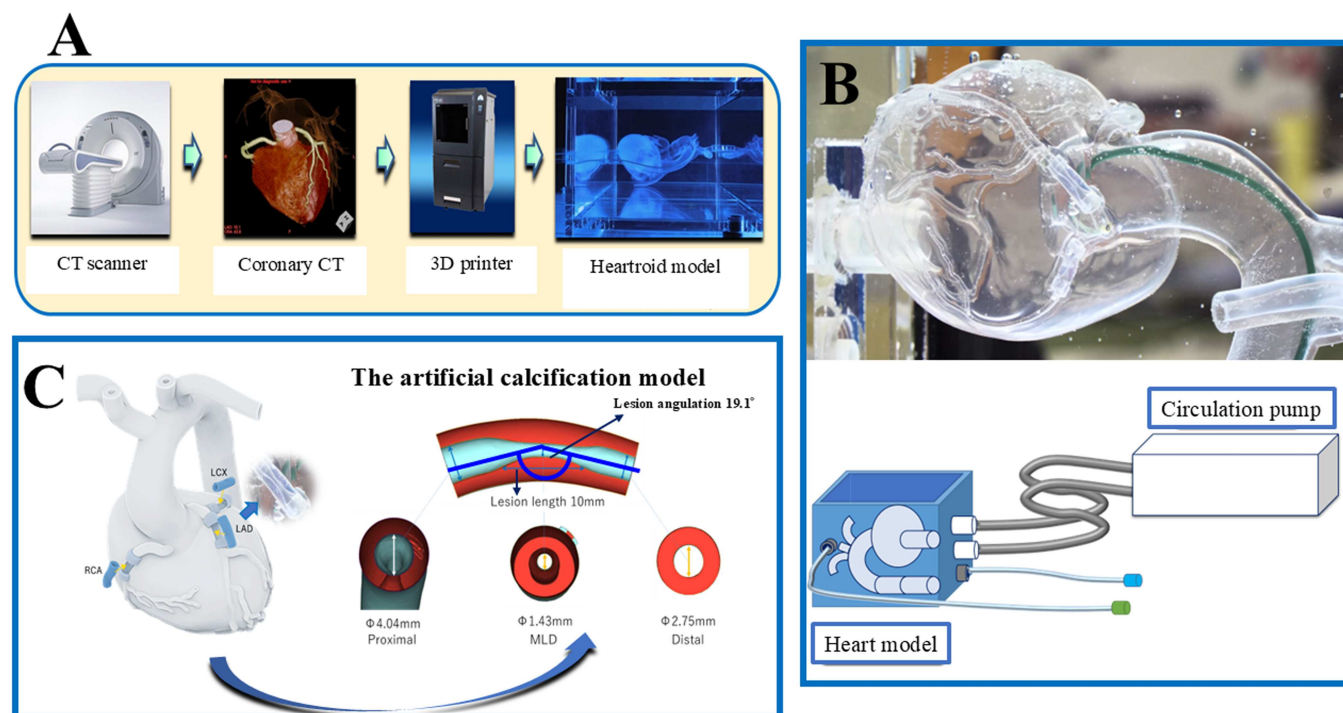 A
CT scanner
Coronary CT
3D printer
Heartroid model
B
Circulation pump
Heart model
C
The artificial calcification model
Lesion angulation 19.1°
Lesion length 10mm
LCX
LAD
RCA
Φ4.04mm
Proximal
Φ1.43mm
MLD
Φ2.75mm
Distal